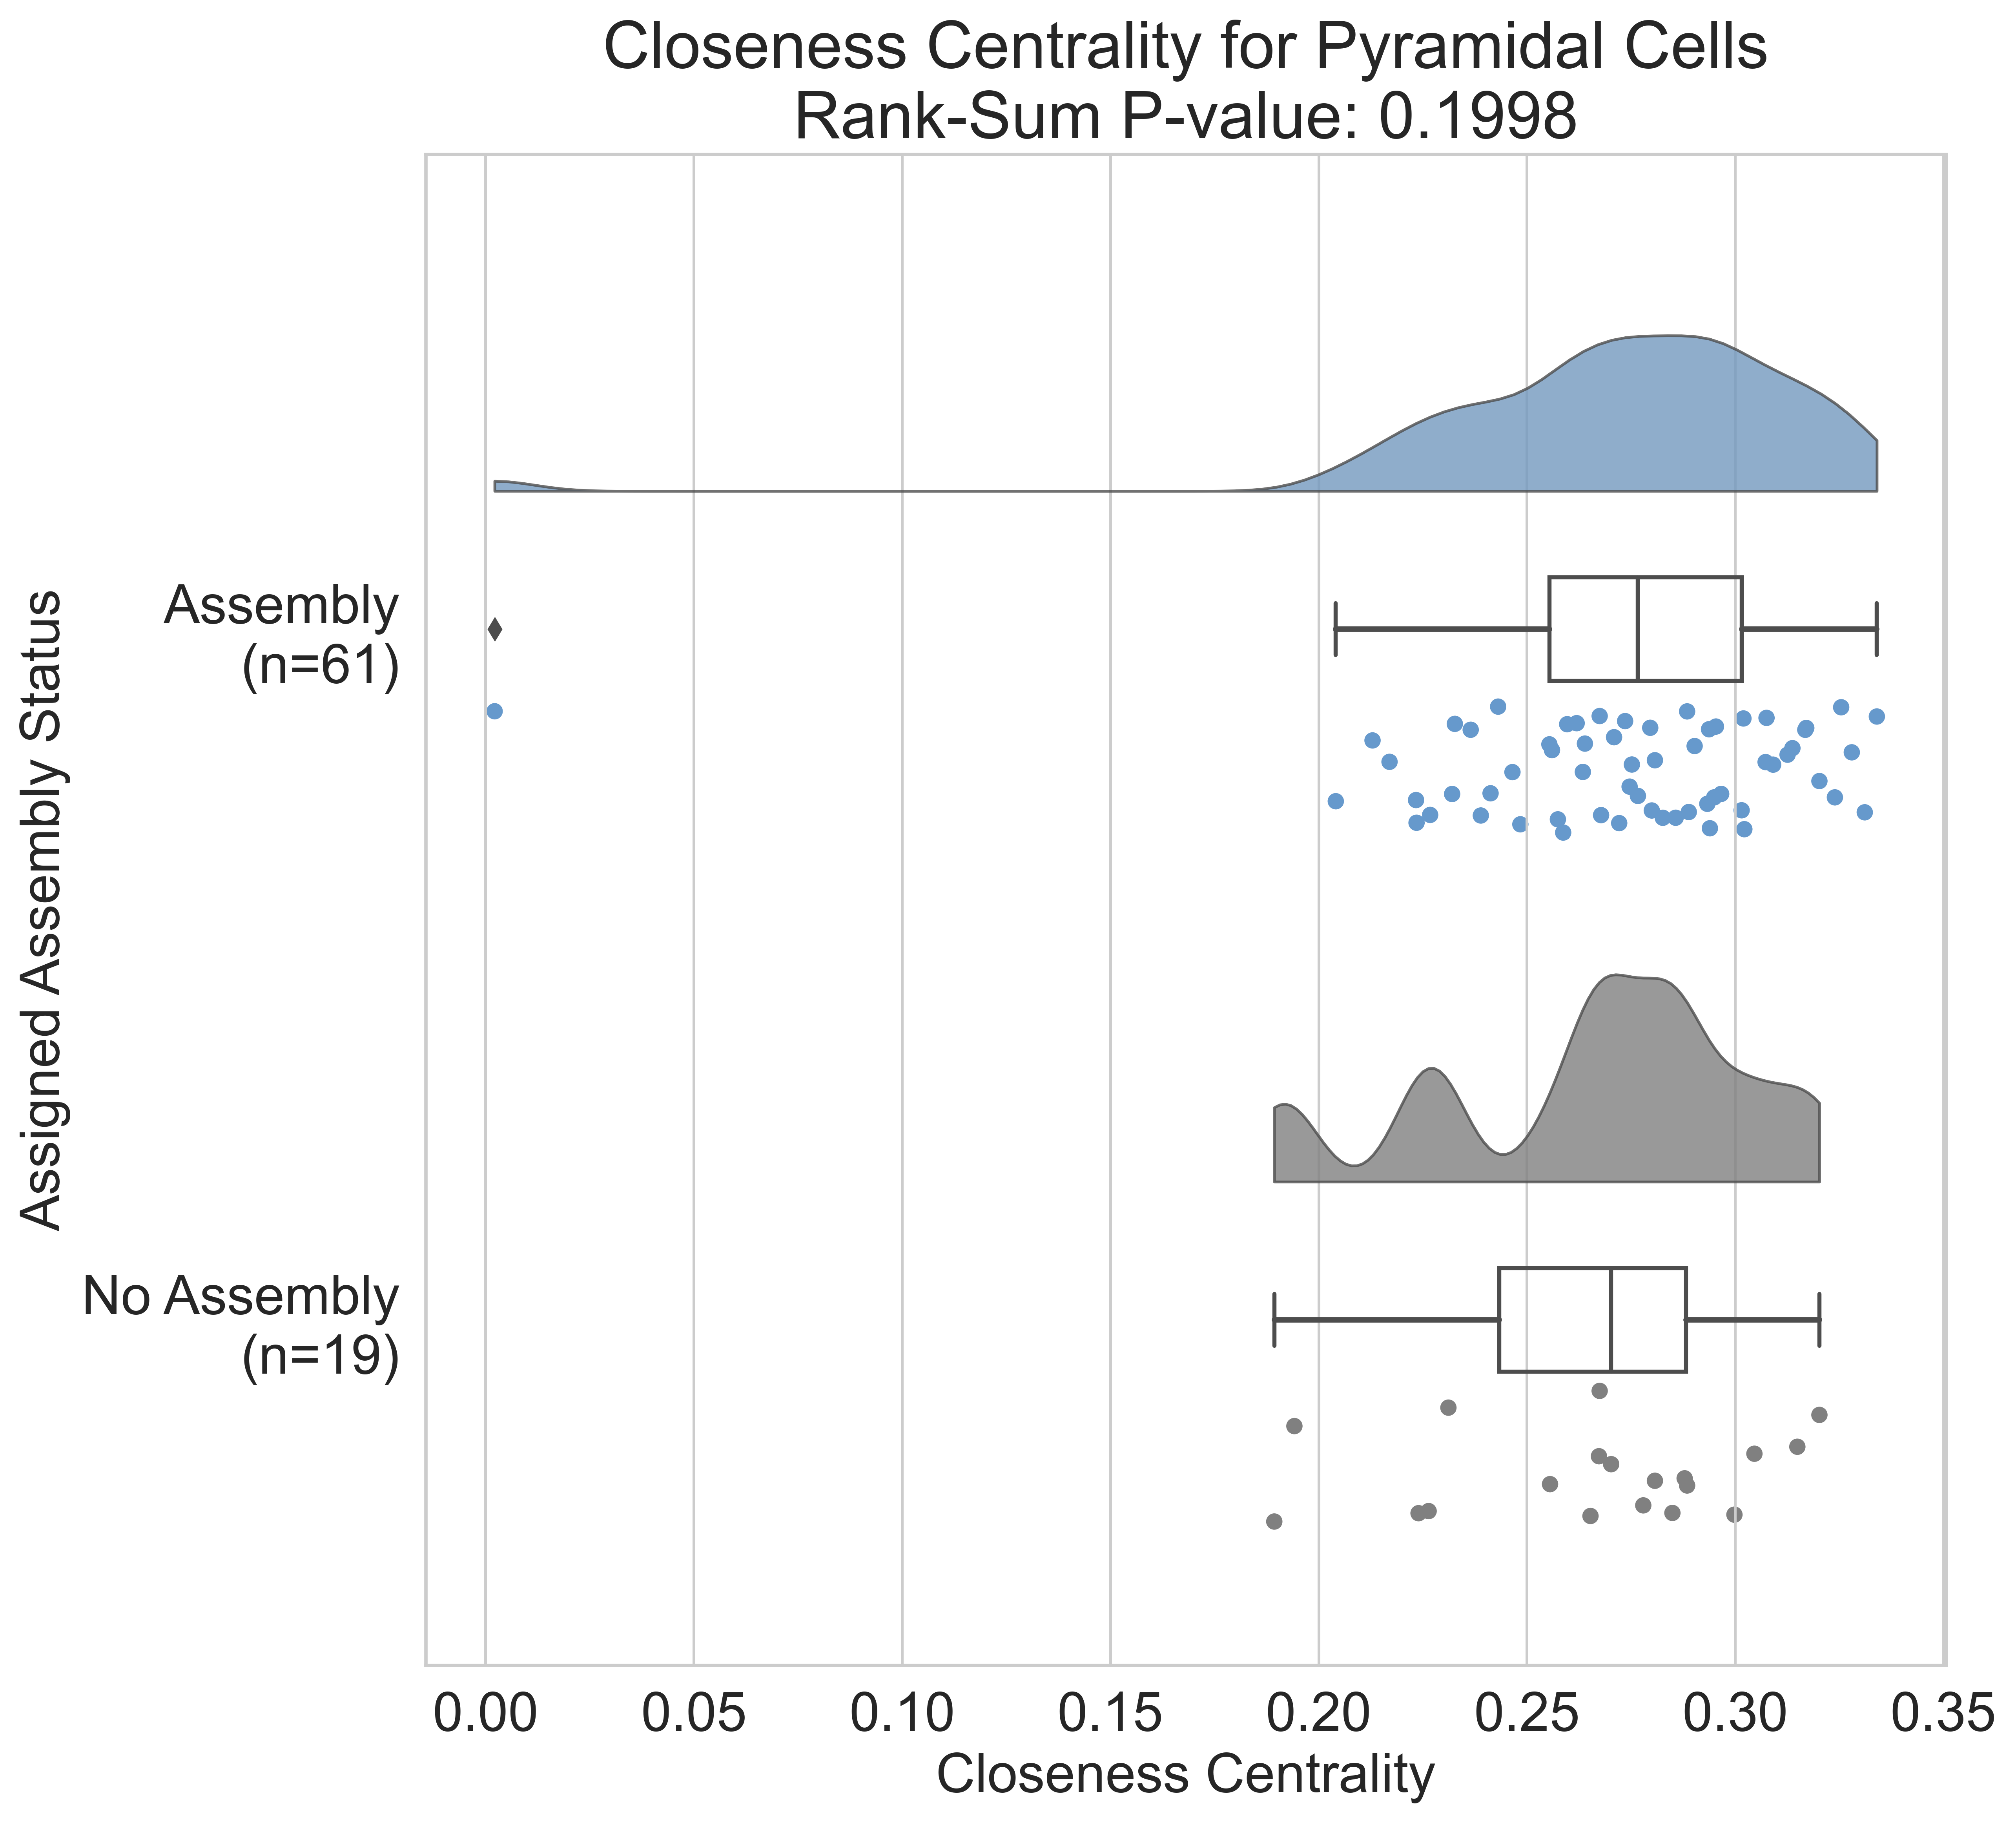 Closeness Centrality for Pyramidal Cells
Rank-Sum P-value: 0.1998
Assigned Assembly Status
Assembly
(n=61)
No Assembly
(n=19)
0.00 0.05 0.10 0.15 0.20 0.25 0.30 0.35
Closeness Centrality